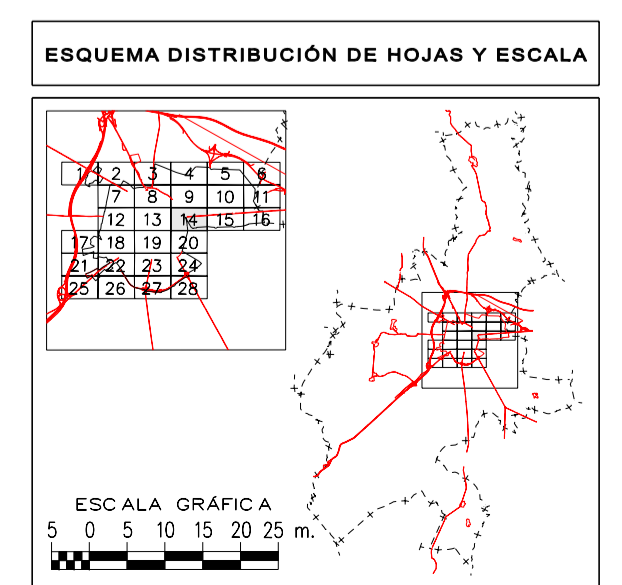 ESQUEMA DISTRIBUCIÓN DE HOJAS Y ESCALA
1 2 3 4 5 6
7 8 9 10 11
12 13 14 15 16
17 18 19 20
21 22 23 24
25 26 27 28
ESCALA GRÁFICA
5 0 5 10 15 20 25 m.